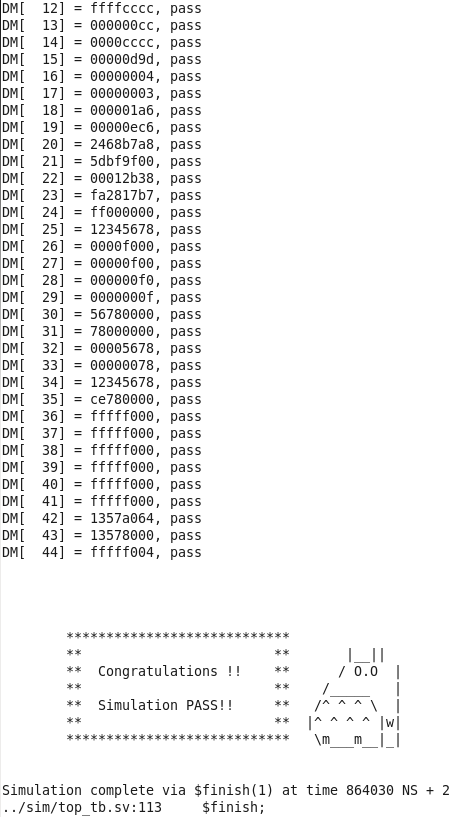 DM[  12] = ffffcccc, pass
DM[  13] = 000000cc, pass
DM[  14] = 0000cccc, pass
DM[  15] = 00000d9d, pass
DM[  16] = 00000004, pass
DM[  17] = 00000003, pass
DM[  18] = 000001a6, pass
DM[  19] = 00000ec6, pass
DM[  20] = 2468b7a8, pass
DM[  21] = 5dbf9f00, pass
DM[  22] = 00012b38, pass
DM[  23] = fa2817b7, pass
DM[  24] = ff000000, pass
DM[  25] = 12345678, pass
DM[  26] = 0000f000, pass
DM[  27] = 00000f00, pass
DM[  28] = 000000f0, pass
DM[  29] = 0000000f, pass
DM[  30] = 56780000, pass
DM[  31] = 78000000, pass
DM[  32] = 00005678, pass
DM[  33] = 00000078, pass
DM[  34] = 12345678, pass
DM[  35] = ce780000, pass
DM[  36] = fffff000, pass
DM[  37] = fffff000, pass
DM[  38] = fffff000, pass
DM[  39] = fffff000, pass
DM[  40] = fffff000, pass
DM[  41] = fffff000, pass
DM[  42] = 1357a064, pass
DM[  43] = 13578000, pass
DM[  44] = fffff004, pass
        ****************************
        **                        **       |__||
        **  Congratulations !!    **      / O.O  |
        **                        **    /_____   |
        **  Simulation PASS!!     **   /^ ^ ^ \  |
        **                        **  |^ ^ ^ ^ |w|
        ****************************   \m___m__|_|
Simulation complete via $finish(1) at time 864030 NS + 2
../sim/top_tb.sv:113     $finish;